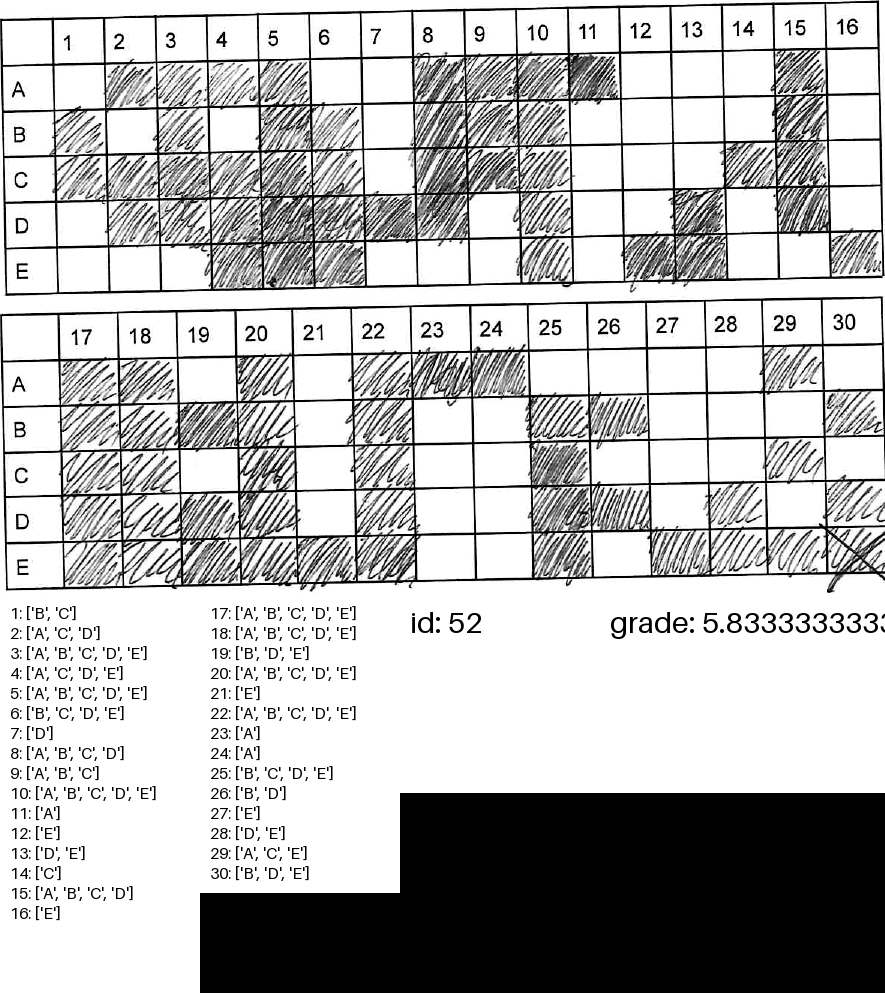 1 2 3 4 5 6 7 8 9 10 11 12 13 14 15 16
A
B
C
D
E
17 18 19 20 21 22 23 24 25 26 27 28 29 30
A
B
C
D
E
1: ['B', 'C']
2: ['A', 'C', 'D']
3: ['A', 'B', 'C', 'D', 'E']
4: ['A', 'C', 'D', 'E']
5: ['A', 'B', 'C', 'D', 'E']
6: ['B', 'C', 'D', 'E']
7: ['D']
8: ['A', 'B', 'C', 'D']
9: ['A', 'B', 'C']
10: ['A', 'B', 'C', 'D', 'E']
11: ['A']
12: ['E']
13: ['D', 'E']
14: ['C']
15: ['A', 'B', 'C', 'D']
16: ['E']
17: ['A', 'B', 'C', 'D', 'E']
18: ['A', 'B', 'C', 'D', 'E']
19: ['B', 'D', 'E']
20: ['A', 'B', 'C', 'D', 'E']
21: ['E']
22: ['A', 'B', 'C', 'D', 'E']
23: ['A']
24: ['A']
25: ['B', 'C', 'D', 'E']
26: ['B', 'D']
27: ['E']
28: ['D', 'E']
29: ['A', 'C', 'E']
30: ['B', 'D', 'E']
id: 52
grade: 5.8333333333